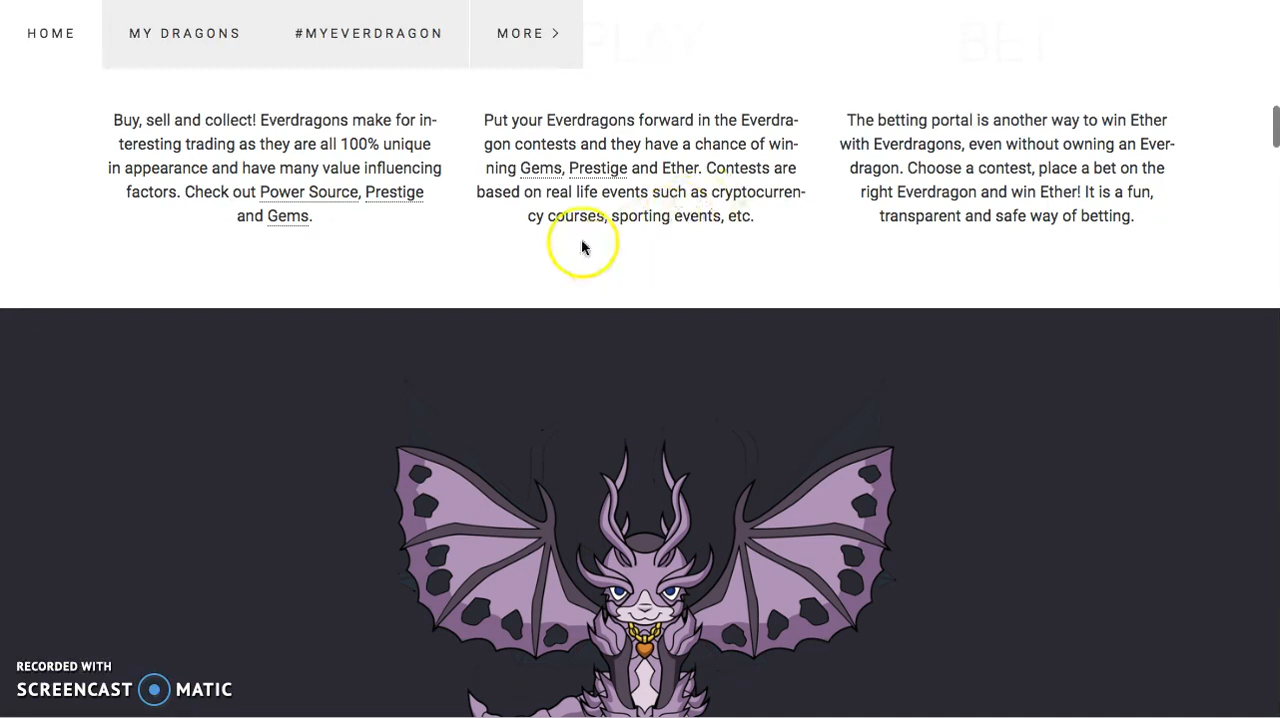 HOME
MY DRAGONS
#MYEVERDRAGON
MORE >
PLAY
BET
Buy, sell and collect! Everdragons make for in-
teresting trading as they are all 100% unique
in appearance and have many value influencing
factors. Check out Power Source, Prestige
and Gems.
Put your Everdragons forward in the Everdra-
gon contests and they have a chance of win-
ning Gems, Prestige and Ether. Contests are
based on real life events such as cryptocurren-
cy courses, sporting events, etc.
The betting portal is another way to win Ether
with Everdragons, even without owning an Ever-
dragon. Choose a contest, place a bet on the
right Everdragon and win Ether! It is a fun,
transparent and safe way of betting.
RECORDED WITH
SCREENCAST MATIC